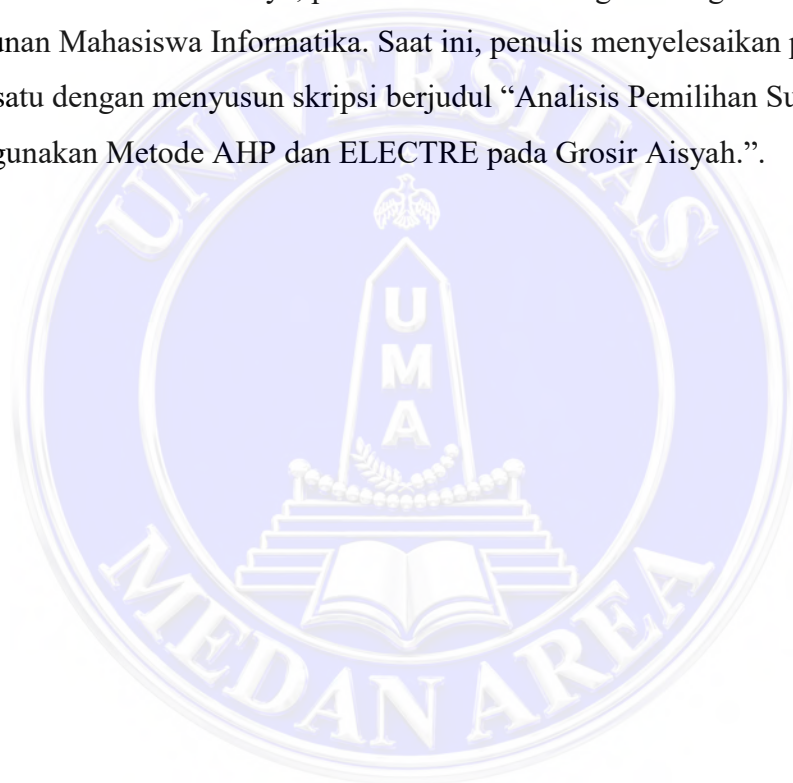 unan Mahasiswa Informatika. Saat ini, penulis menyelesaikan p
satu dengan menyusun skripsi berjudul “Analisis Pemilihan Su
gunakan Metode AHP dan ELECTRE pada Grosir Aisyah.”.
UNIVERSITAS
UMA
MEDAN AREA